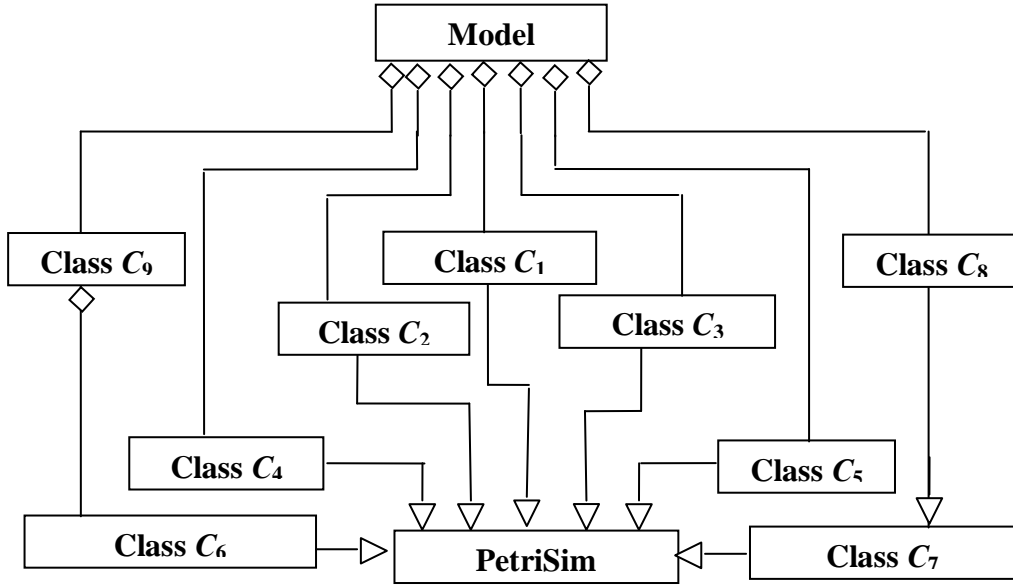 Model
Class C₉
Class C₁
Class C₈
Class C₂
Class C₃
Class C₄
Class C₅
Class C₆
PetriSim
Class C₇